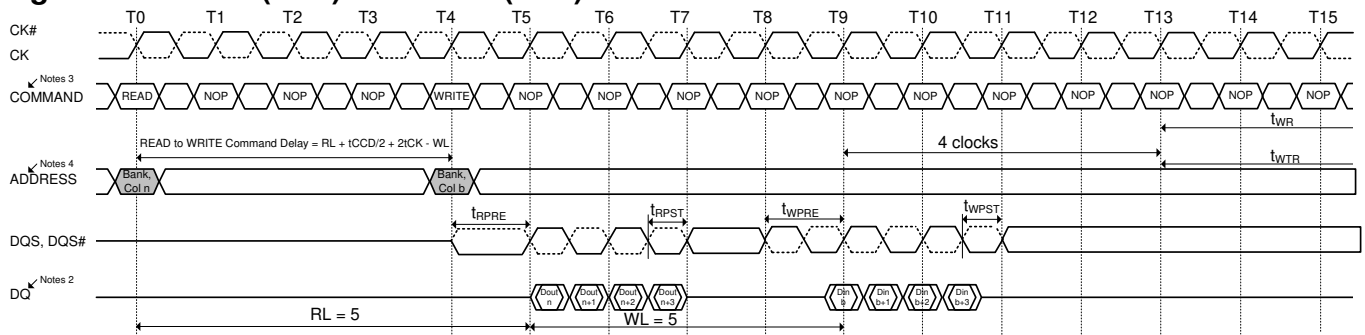 T0 T1 T2 T3 T4 T5 T6 T7 T8 T9 T10 T11 T12 T13 T14 T15
CK#
CK
Notes 3
COMMAND READ NOP NOP NOP WRITE NOP NOP NOP NOP NOP NOP NOP NOP NOP NOP NOP
tWR
READ to WRITE Command Delay = RL + tCCD/2 + 2tCK - WL
4 clocks
tWTR
Notes 4
ADDRESS
Bank, Bank,
Col n Col b
tRPRE tRPST tWPRE tWPST
DQS, DQS#
Notes 2
DQ
Dout Dout Dout Dout Din Din Din Din
n n+1 n+2 n+3 b b+1 b+2 b+3
RL = 5 WL = 5